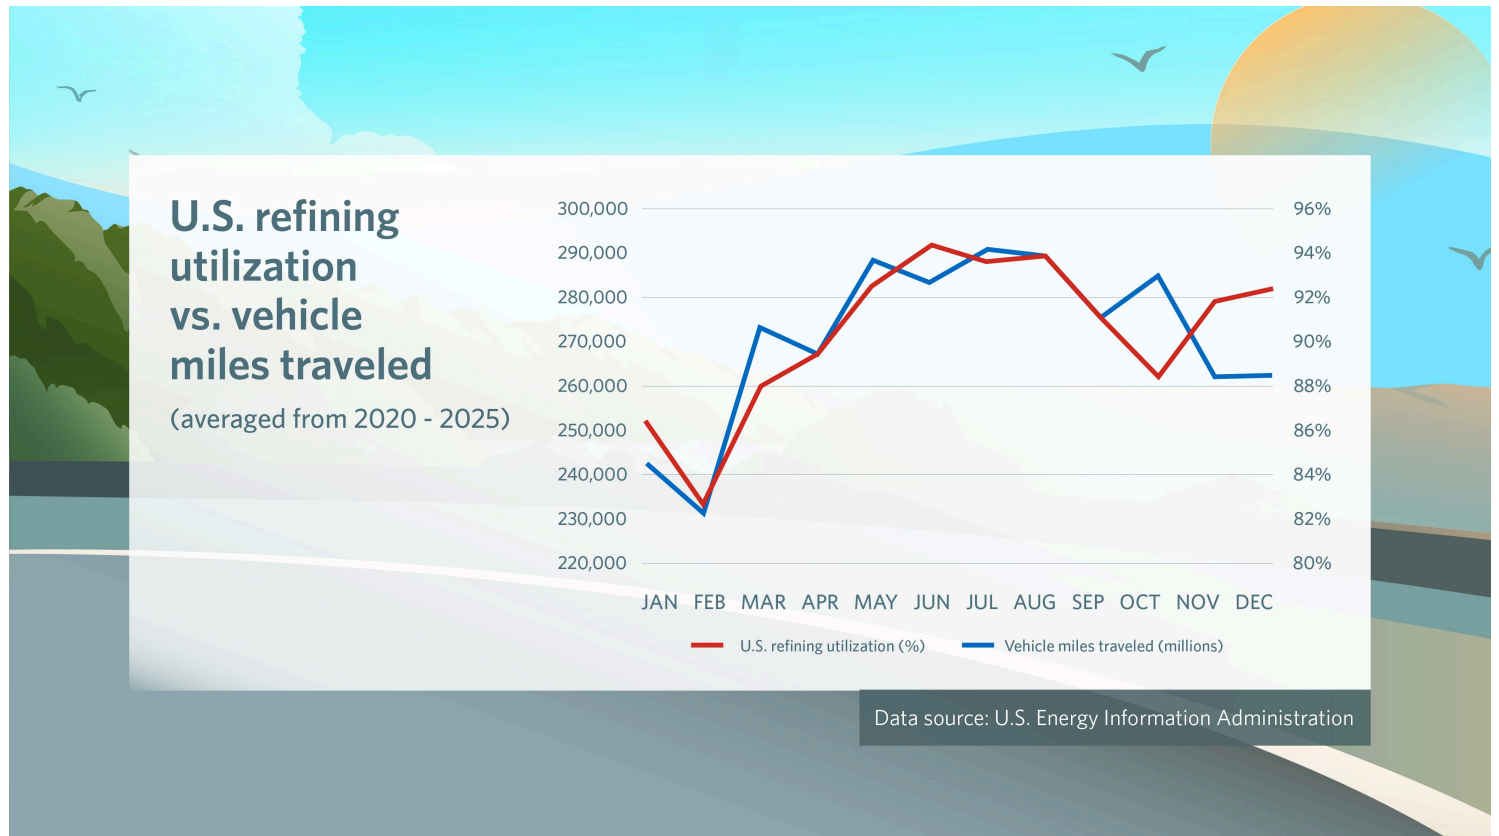 U.S. refining
utilization
vs. vehicle
miles traveled
(averaged from 2020 - 2025)
300,000
290,000
280,000
270,000
260,000
250,000
240,000
230,000
220,000
96%
94%
92%
90%
88%
86%
84%
82%
80%
JAN FEB MAR APR MAY JUN JUL AUG SEP OCT NOV DEC
U.S. refining utilization (%) Vehicle miles traveled (millions)
Data source: U.S. Energy Information Administration